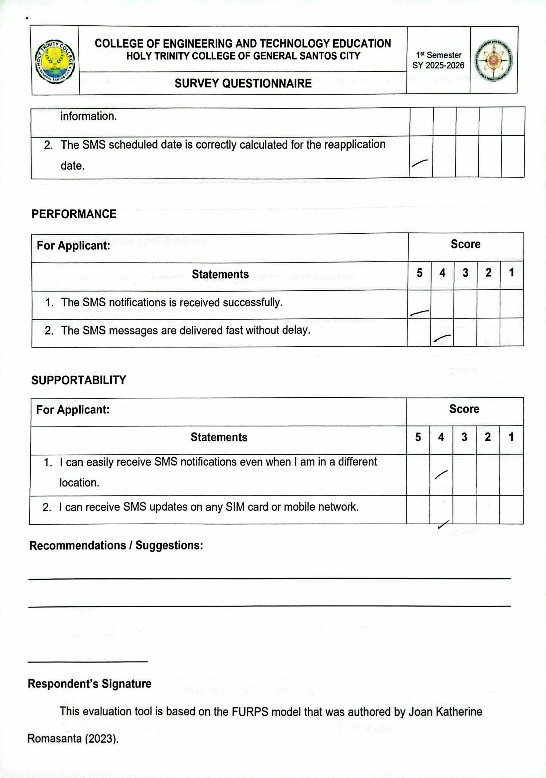 COLLEGE OF ENGINEERING AND TECHNOLOGY EDUCATION
HOLY TRINITY COLLEGE OF GENERAL SANTOS CITY
SURVEY QUESTIONNAIRE
1st Semester
SY 2025-2026
information.
2. The SMS scheduled date is correctly calculated for the reapplication
date.
PERFORMANCE
For Applicant:
Score
Statements
5 4 3 2 1
1. The SMS notifications is received successfully.
2. The SMS messages are delivered fast without delay.
SUPPORTABILITY
For Applicant:
Score
Statements
5 4 3 2 1
1. I can easily receive SMS notifications even when I am in a different
location.
2. I can receive SMS updates on any SIM card or mobile network.
Recommendations / Suggestions:
Respondent's Signature
This evaluation tool is based on the FURPS model that was authored by Joan Katherine
Romasanta (2023).